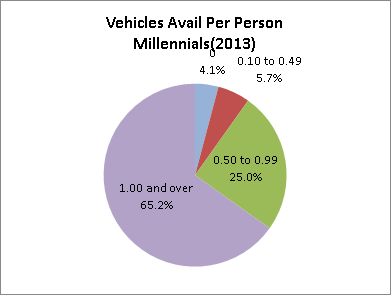 Vehicles Avail Per Person
Millennials(2013)
0
4.1%
0.10 to 0.49
5.7%
0.50 to 0.99
25.0%
1.00 and over
65.2%